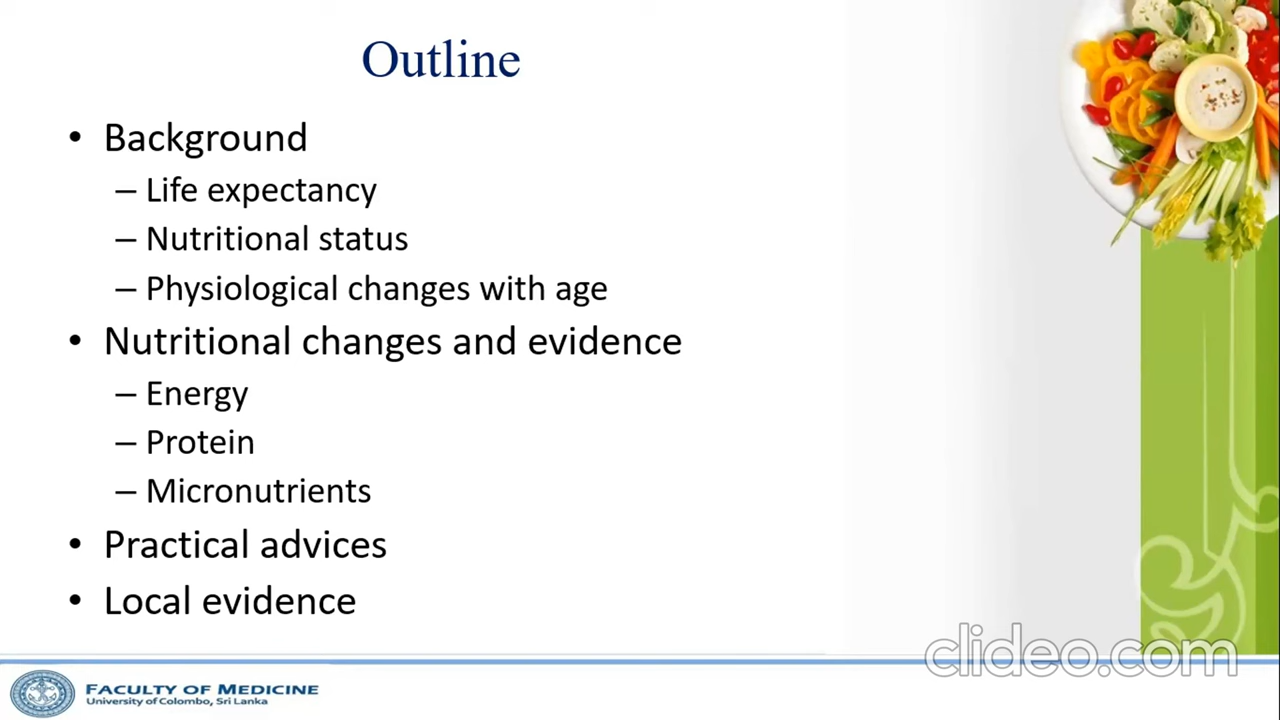 Outline
• Background
– Life expectancy
– Nutritional status
– Physiological changes with age
• Nutritional changes and evidence
– Energy
– Protein
– Micronutrients
• Practical advices
• Local evidence
clideo.com
FACULTY OF MEDICINE
University of Colombo, Sri Lanka